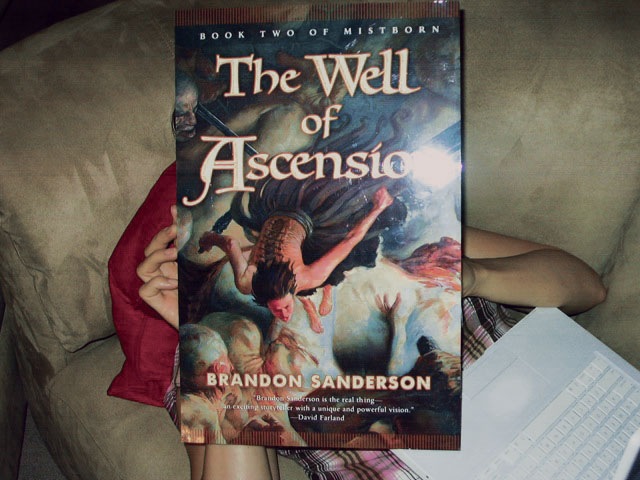 BOOK TWO OF MISTBORN
The Well
of
Ascensio
BRANDON SANDERSON
"Brandon Sanderson is the real thing—
an exciting storyteller with a unique and powerful vision."
—David Farland